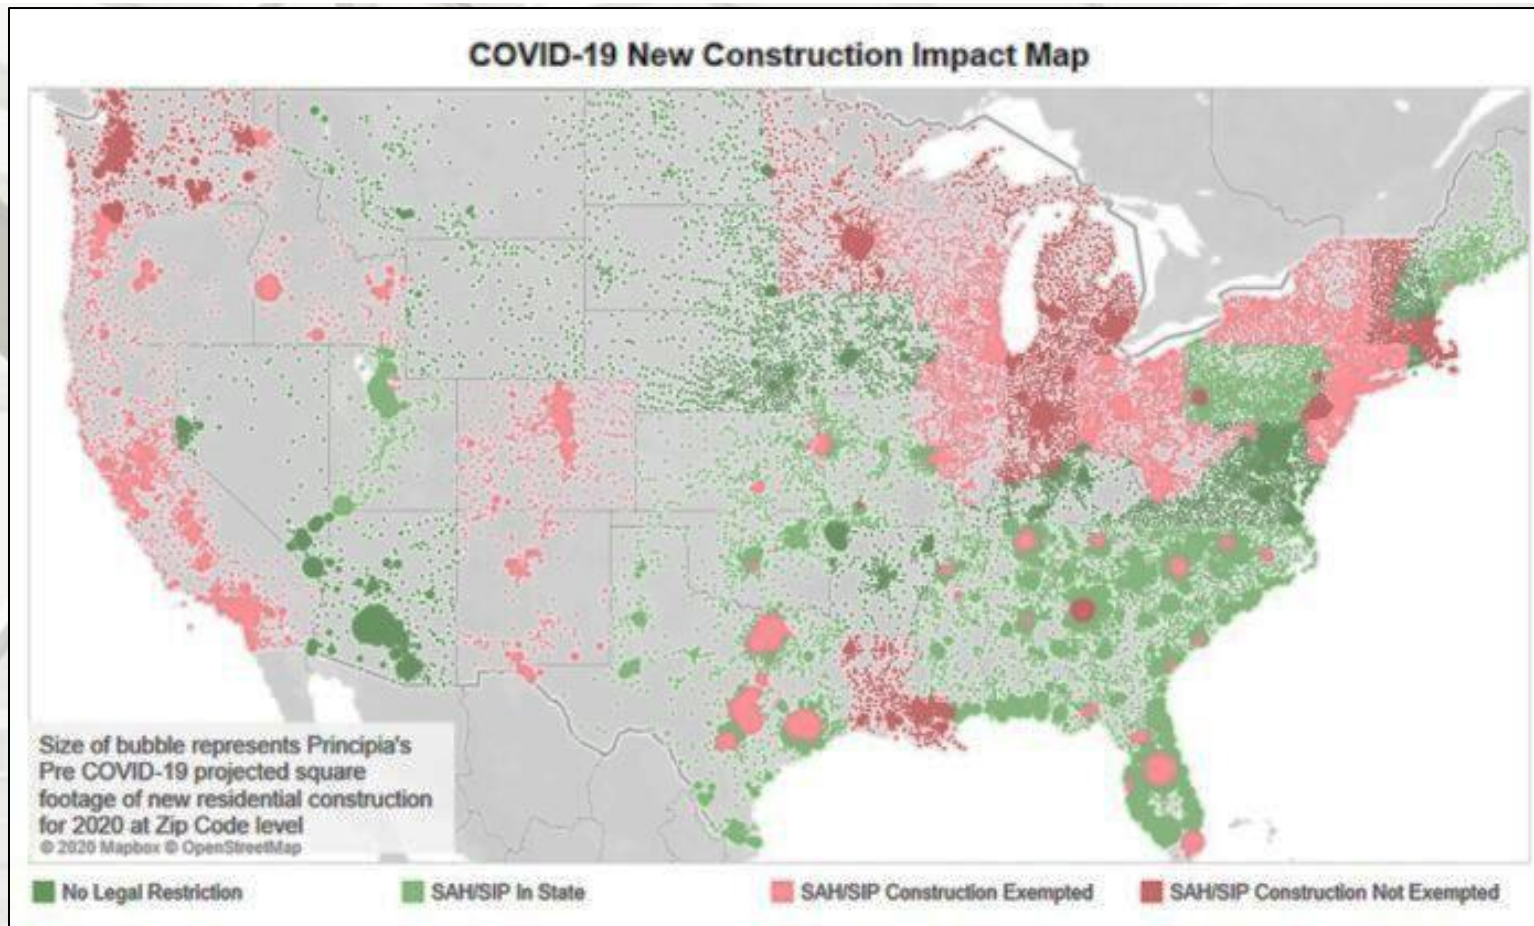 COVID-19 New Construction Impact Map
Size of bubble represents Principia's
Pre COVID-19 projected square
footage of new residential construction
for 2020 at Zip Code level
© 2020 Mapbox © OpenStreetMap
No Legal Restriction
SAH/SIP In State
SAH/SIP Construction Exempted
SAH/SIP Construction Not Exempted